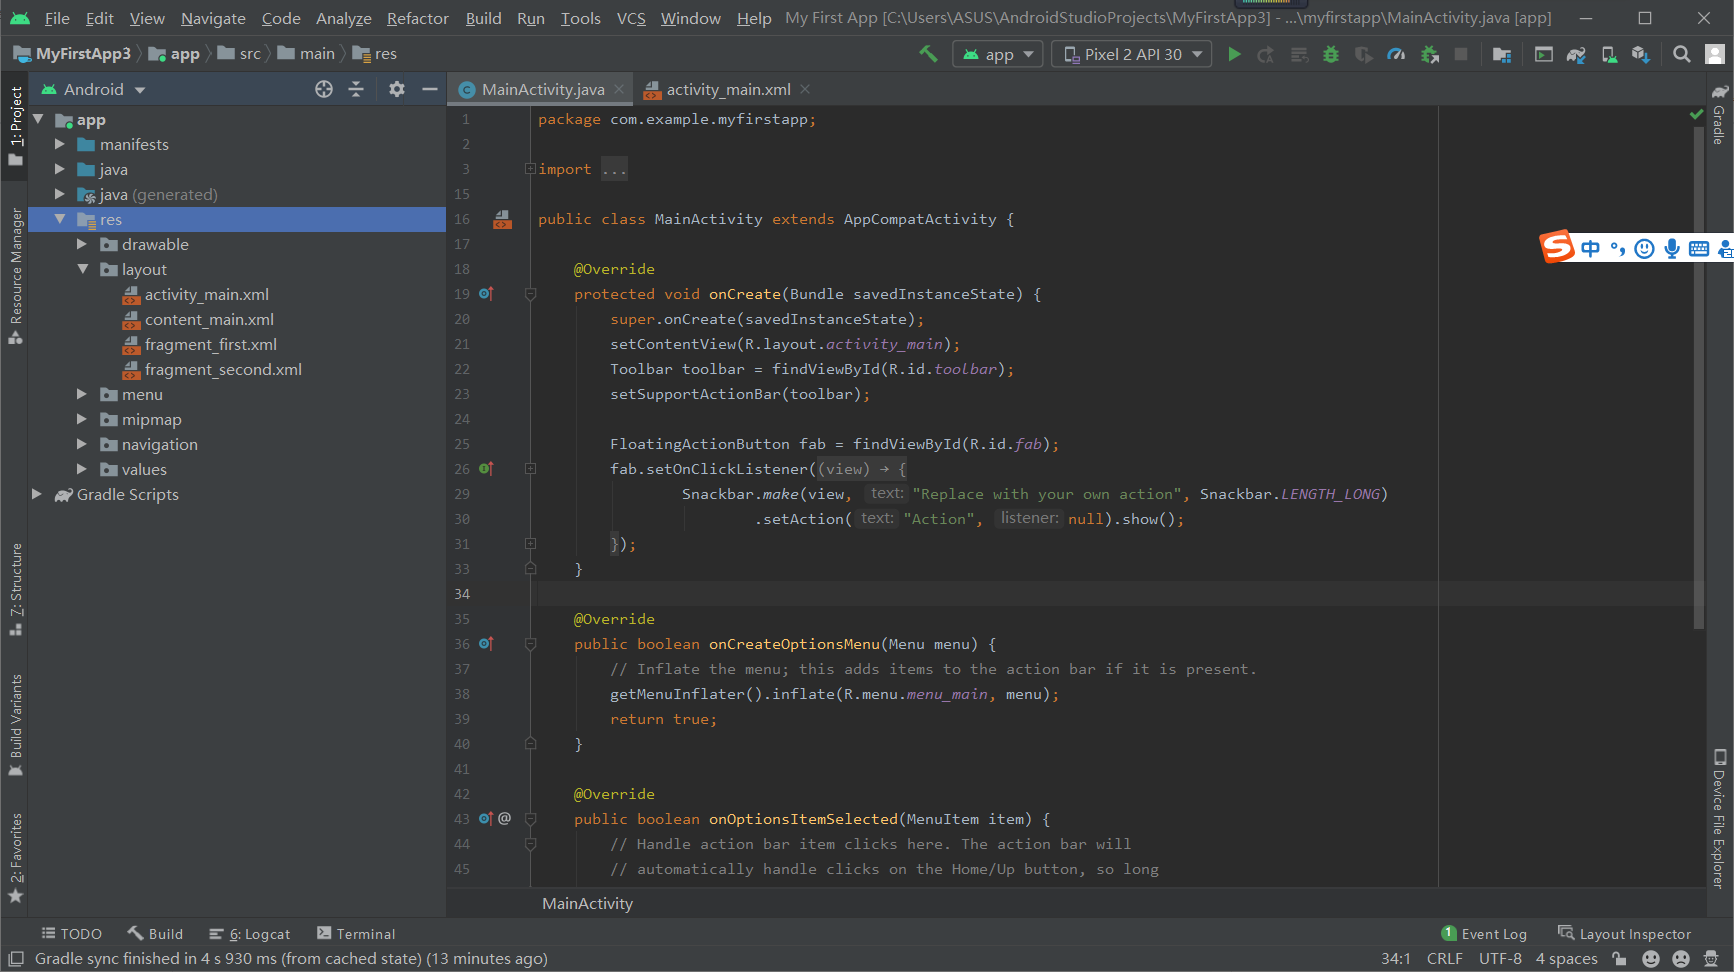 File Edit View Navigate Code Analyze Refactor Build Run Tools VCS Window Help My First App [C:\Users\ASUS\AndroidStudioProjects\MyFirstApp3] - ...\myfirstapp\MainActivity.java [app]
MyFirstApp3 app src main res app Pixel 2 API 30
Android
MainActivity.java activity_main.xml
1: Project
Resource Manager
Z: Structure
Build Variants
2: Favorites
app
manifests
java
java (generated)
res
drawable
layout
activity_main.xml
content_main.xml
fragment_first.xml
fragment_second.xml
menu
mipmap
navigation
values
Gradle Scripts
1 package com.example.myfirstapp;
2
3 import ...
15
16 public class MainActivity extends AppCompatActivity {
17
18 @Override
19 protected void onCreate(Bundle savedInstanceState) {
20 super.onCreate(savedInstanceState);
21 setContentView(R.layout.activity_main);
22 Toolbar toolbar = findViewById(R.id.toolbar);
23 setSupportActionBar(toolbar);
24
25 FloatingActionButton fab = findViewById(R.id.fab);
26 fab.setOnClickListener((view) → {
29 Snackbar.make(view, text: "Replace with your own action", Snackbar.LENGTH_LONG)
30 .setAction( text: "Action", listener: null).show();
31 });
33 }
34
35 @Override
36 public boolean onCreateOptionsMenu(Menu menu) {
37 // Inflate the menu; this adds items to the action bar if it is present.
38 getMenuInflater().inflate(R.menu.menu_main, menu);
39 return true;
40 }
41
42 @Override
43 @ public boolean onOptionsItemSelected(MenuItem item) {
44 // Handle action bar item clicks here. The action bar will
45 // automatically handle clicks on the Home/Up button, so long
MainActivity
Gradle
S 中 °,
Device File Explorer
TODO Build 6: Logcat Terminal 1 Event Log Layout Inspector
Gradle sync finished in 4 s 930 ms (from cached state) (13 minutes ago) 34:1 CRLF UTF-8 4 spaces